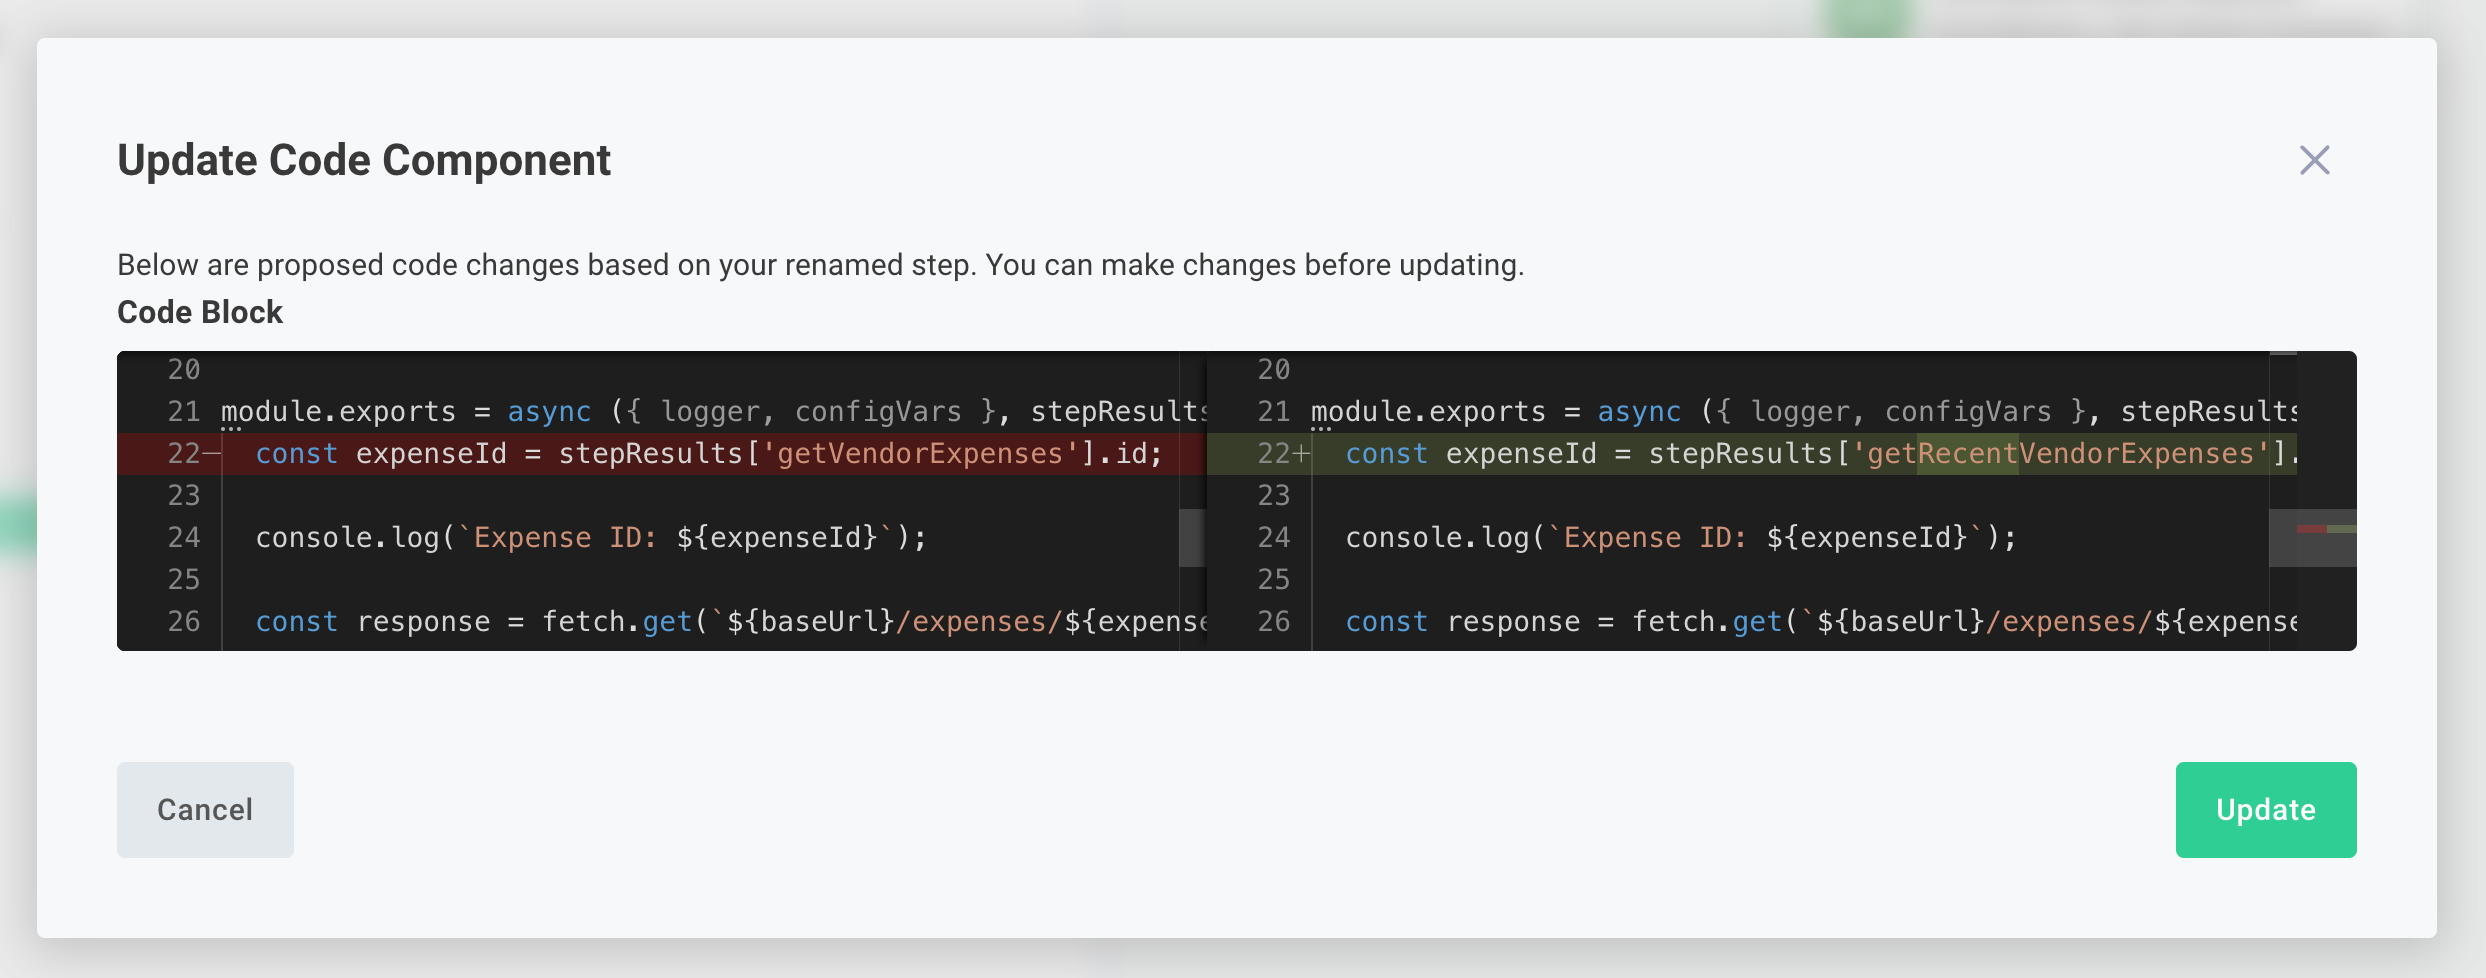 Update Code Component
Below are proposed code changes based on your renamed step. You can make changes before updating.
Code Block
20
21 module.exports = async ({ logger, configVars }, stepResults
22— const expenseId = stepResults['getVendorExpenses'].id;
23
24 console.log(`Expense ID: ${expenseId}`);
25
26 const response = fetch.get(`${baseUrl}/expenses/${expense
20
21 module.exports = async ({ logger, configVars }, stepResults
22+ const expenseId = stepResults['getRecentVendorExpenses'].
23
24 console.log(`Expense ID: ${expenseId}`);
25
26 const response = fetch.get(`${baseUrl}/expenses/${expense
Cancel
Update